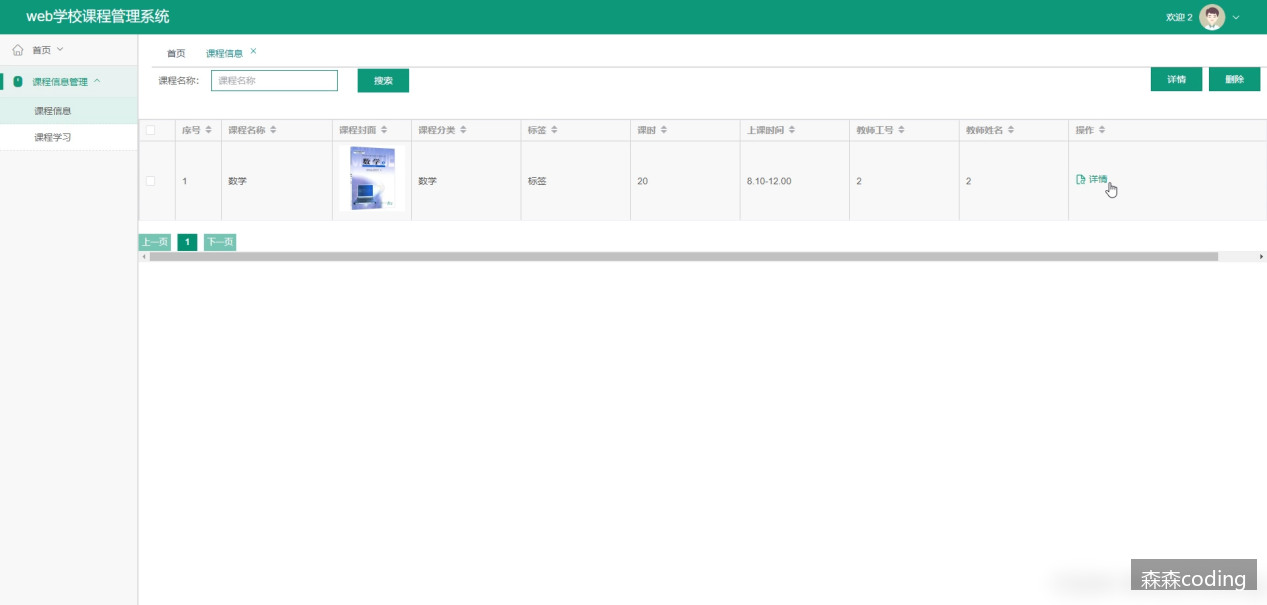 web学校课程管理系统
欢迎 2
首页
课程信息管理
课程信息
课程学习
首页 课程信息 ×
课程名称: 课程名称 搜索 详情 删除
序号 课程名称 课程封面 课程分类 标签 课时 上课时间 教师工号 教师姓名 操作
1 数学 数学 数学 标签 20 8.10-12.00 2 2 详情
上一页 1 下一页
森森coding